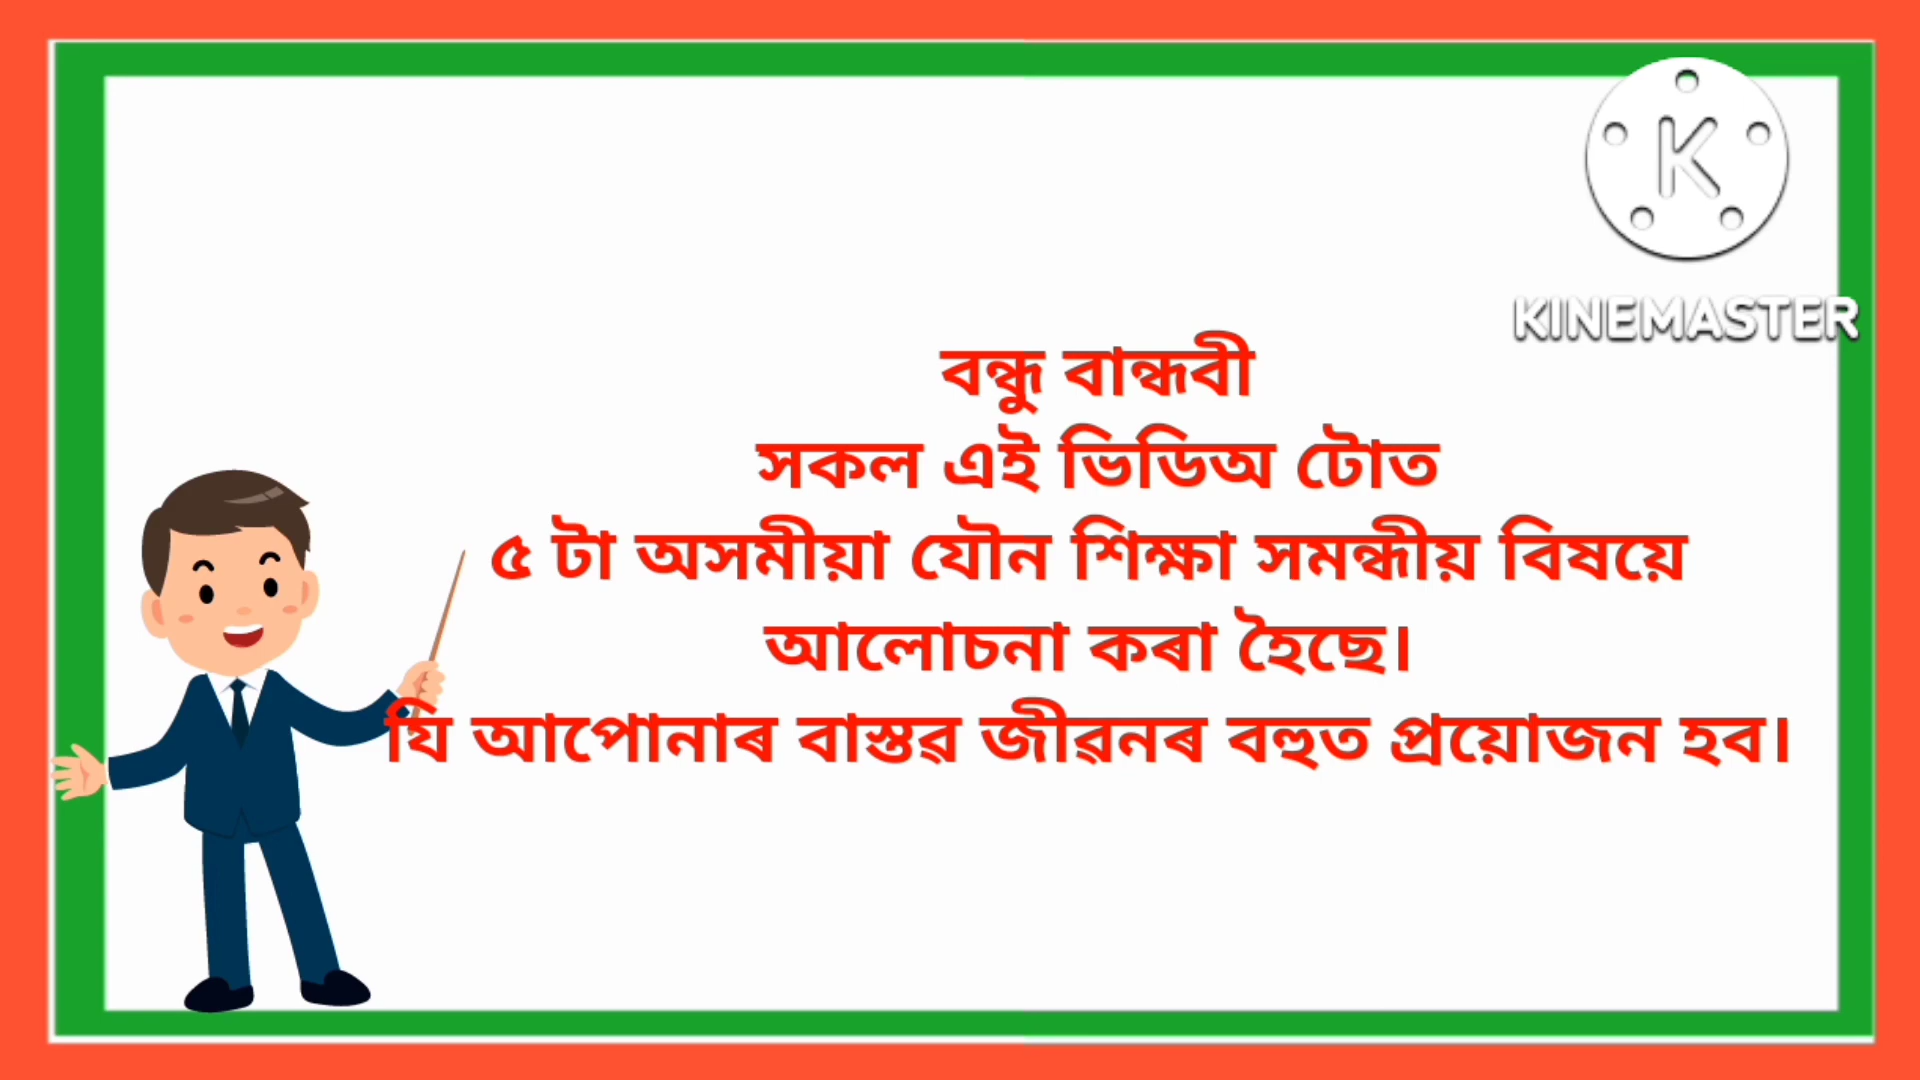 K
KINEMASTER
বন্ধু বান্ধবী
সকল এই ভিডিঅ টোত
৫ টা অসমীয়া যৌন শিক্ষা সমন্ধীয় বিষয়ে
আলোচনা কৰা হৈছে।
যি আপোনাৰ বাস্তৱ জীৱনৰ বহুত প্ৰয়োজন হব।